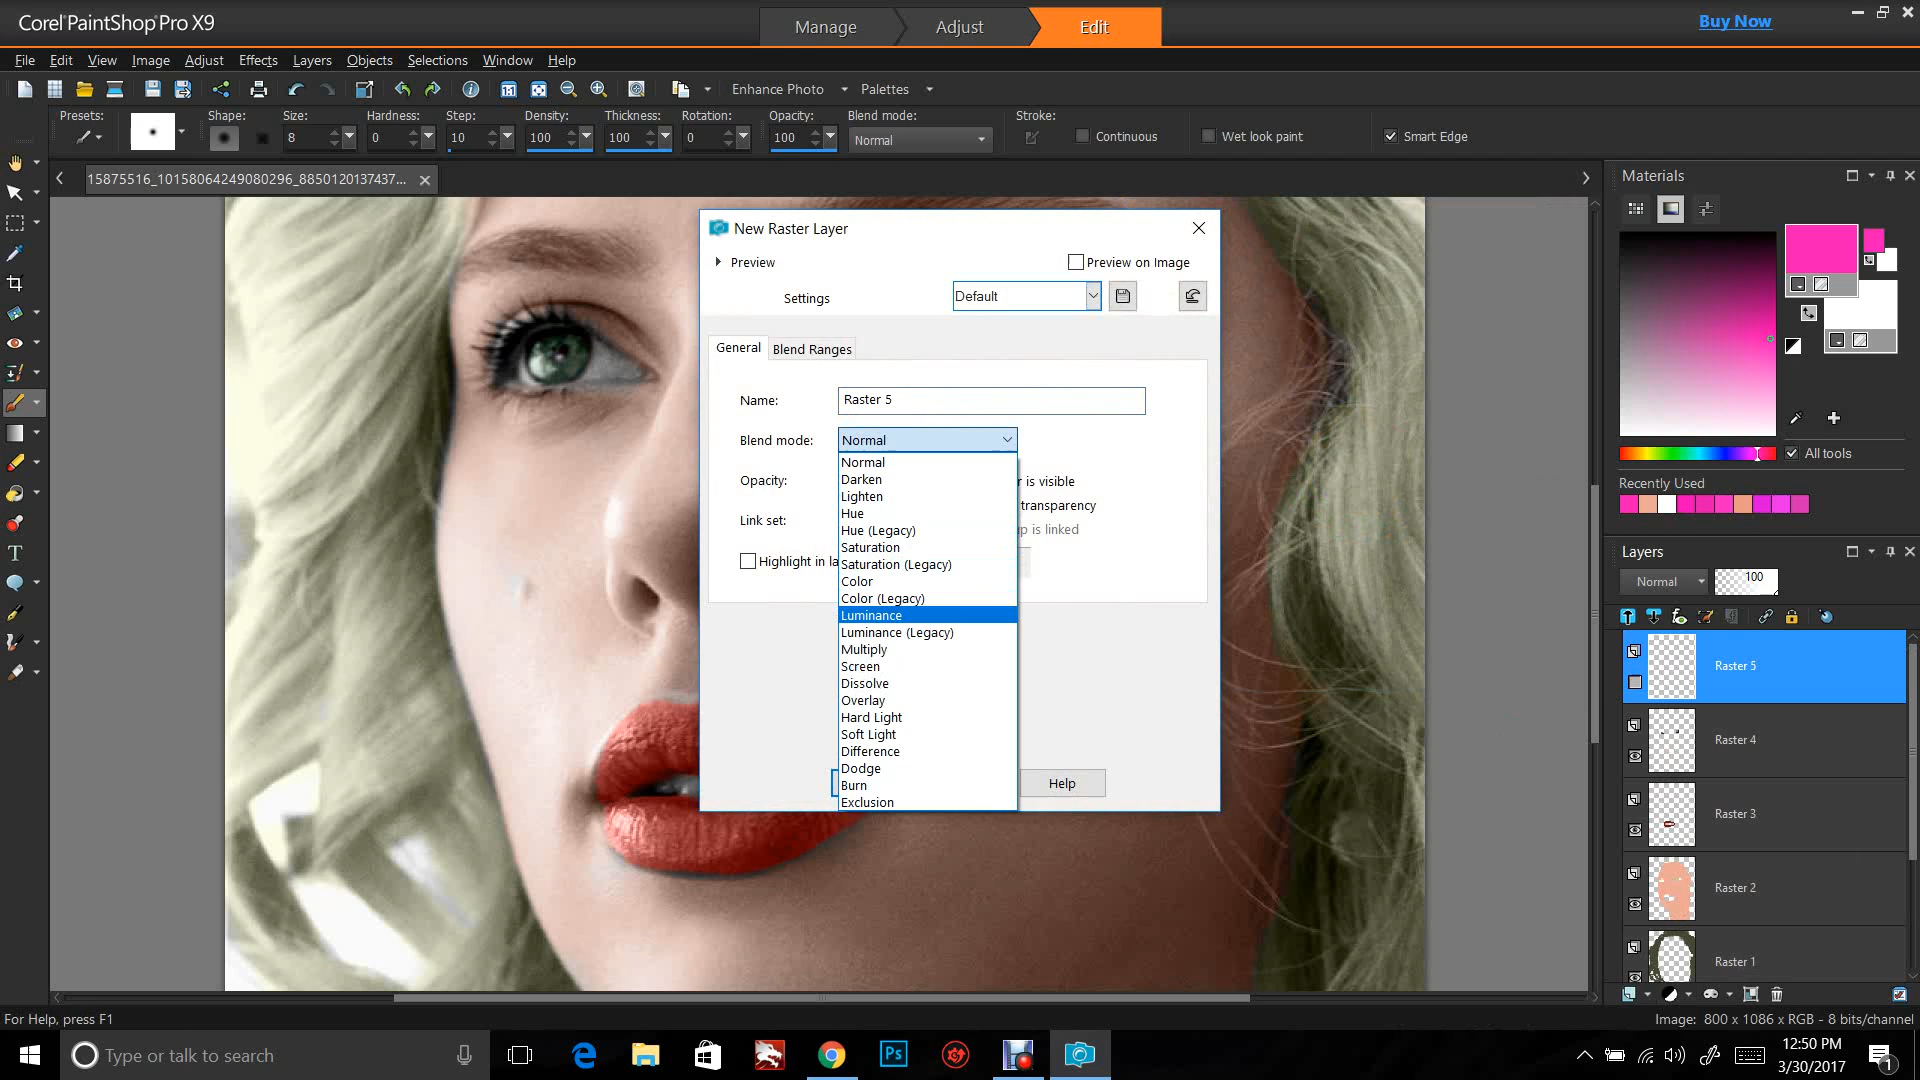 Corel PaintShop Pro X9
Manage
Adjust
Edit
Buy Now
File Edit View Image Adjust Effects Layers Objects Selections Window Help
Enhance Photo
Palettes
Presets: Shape: Size: Hardness: Step: Density: Thickness: Rotation: Opacity: Blend mode: Stroke:
8 0 10 100 100 0 100 Normal Continuous Wet look paint Smart Edge
15875516_10158064249080296_8850120137437...
New Raster Layer
Preview
Preview on Image
Settings
Default
General
Blend Ranges
Name:
Raster 5
Blend mode:
Normal
Opacity:
Link set:
Highlight in la
r is visible
transparency
up is linked
Normal
Darken
Lighten
Hue
Hue (Legacy)
Saturation
Saturation (Legacy)
Color
Color (Legacy)
Luminance
Luminance (Legacy)
Multiply
Screen
Dissolve
Overlay
Hard Light
Soft Light
Difference
Dodge
Burn
Exclusion
Help
Materials
All tools
Recently Used
Layers
Normal
100
Raster 5
Raster 4
Raster 3
Raster 2
Raster 1
For Help, press F1
Image: 800 x 1086 x RGB - 8 bits/channel
Type or talk to search
Ps
12:50 PM
3/30/2017
1